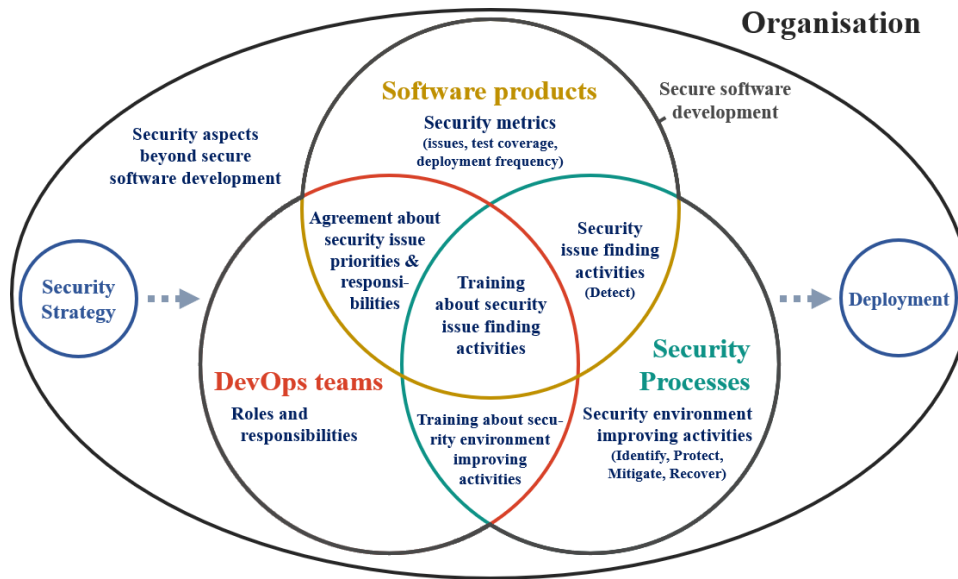 Organisation
Software products
Security metrics
(issues, test coverage,
deployment frequency)
Secure software
development
Security aspects
beyond secure
software development
Agreement about
security issue
priorities &
responsi-
bilities
Security
issue finding
activities
(Detect)
Training
about security
issue finding
activities
Security
Strategy
Deployment
DevOps teams
Roles and
responsibilities
Security
Processes
Security environment
improving activities
(Identify, Protect,
Mitigate, Recover)
Training about secu-
rity environment
improving
activities